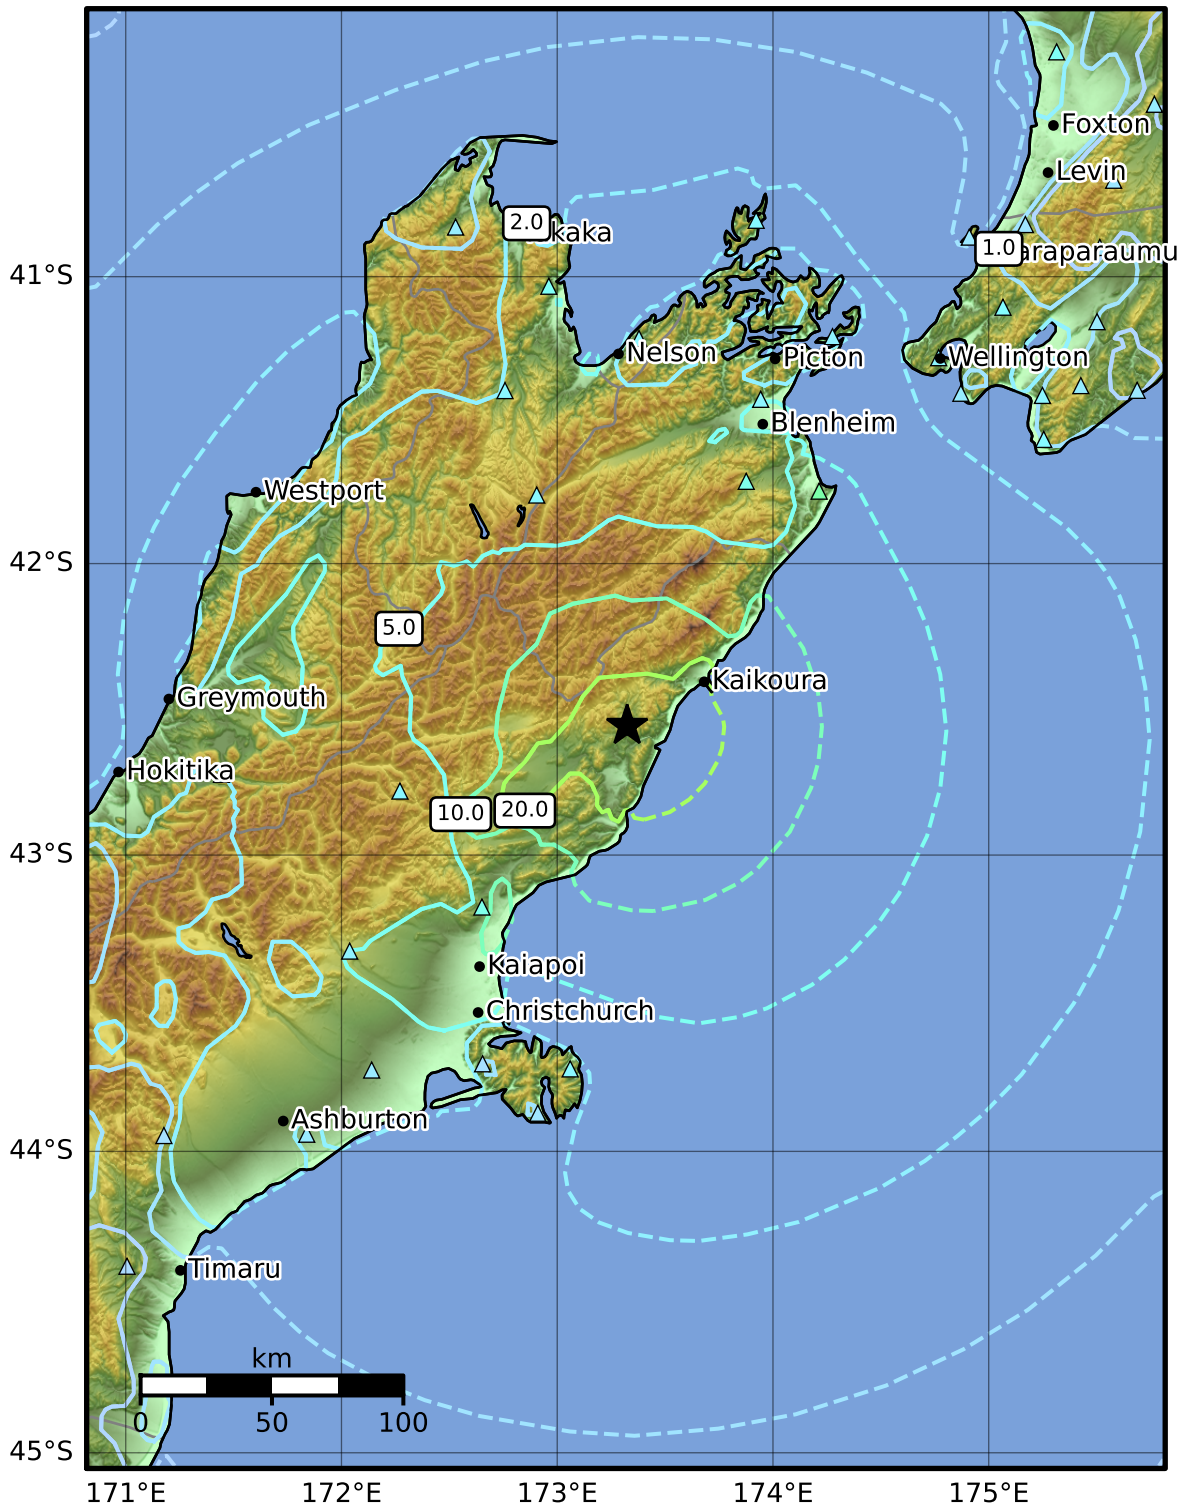 Foxton
Levin
2.0
kaka
1.0
araparaumu
41°S
Nelson
Picton
Wellington
Blenheim
Westport
42°S
5.0
Kaikoura
Greymouth
Hokitika
10.0
20.0
43°S
Kaiapoi
Christchurch
Ashburton
44°S
Timaru
km
0 50 100
45°S
171°E 172°E 173°E 174°E 175°E